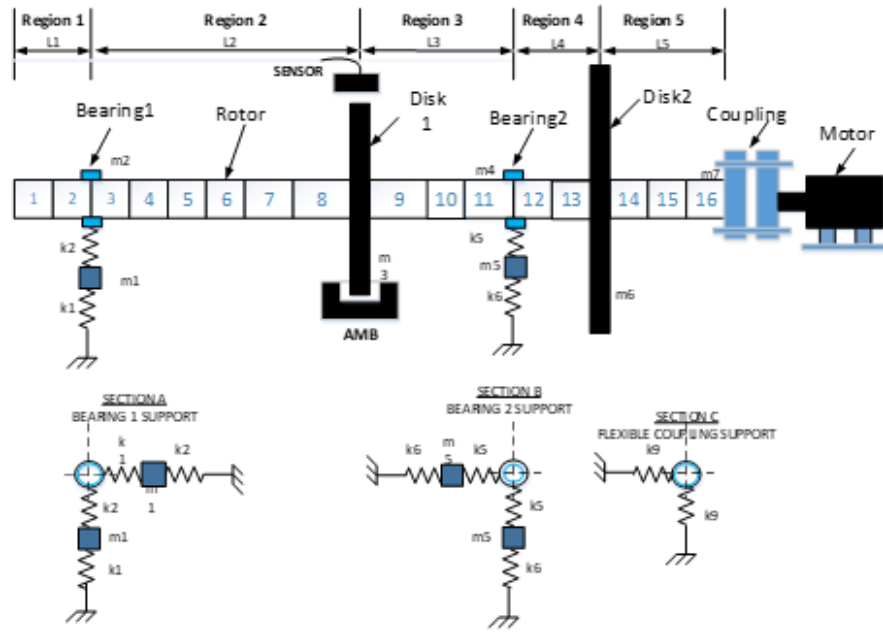 Region 1 Region 2 Region 3 Region 4 Region 5
L1 L2 L3 L4 L5
SENSOR
Bearing1 Rotor Disk 1 Bearing2 Disk2 Coupling Motor
m2 m4 m7
1 2 3 4 5 6 7 8 9 10 11 12 13 14 15 16
k2 k5
m 3
m1 m5
k1 k6 m6
AMB
SECTION A
BEARING 1 SUPPORT
SECTION B
BEARING 2 SUPPORT
SECTION C
FLEXIBLE COUPLING SUPPORT
k 1 k2
m 1
k2
m1
k1
k6 m 5 k5
k5
m5
k6
k9
k9